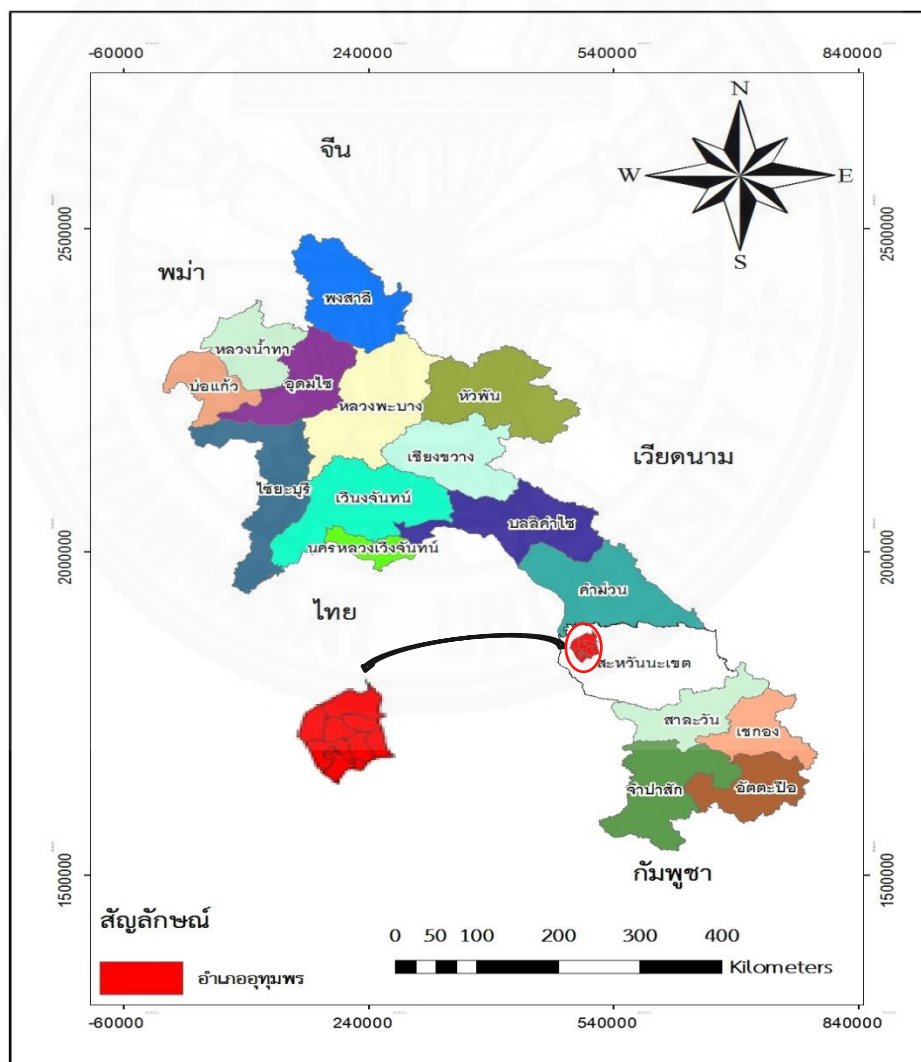 -60000 240000 540000 840000
N
W E
S
จีน
พม่า
2500000 2500000
พงสาลี
หลวงน้ำทา
บ่อแก้ว
อุดมไซ
หลวงพะบาง
หัวพัน
เชียงขวาง
เวียดนาม
ไซยะบุรี
เวีนงจันทน์
บลลิคำไซ
2000000 2000000
นครหลวงเวีงจันทน์
คำม่วน
ไทย
สะหวันนะเขต
สาละวัน
เซกอง
จำปาสัก
อัตตะปือ
กัมพูชา
1500000 1500000
สัญลักษณ์
อำเภออุทุมพร
0 50 100 200 300 400
Kilometers
-60000 240000 540000 840000